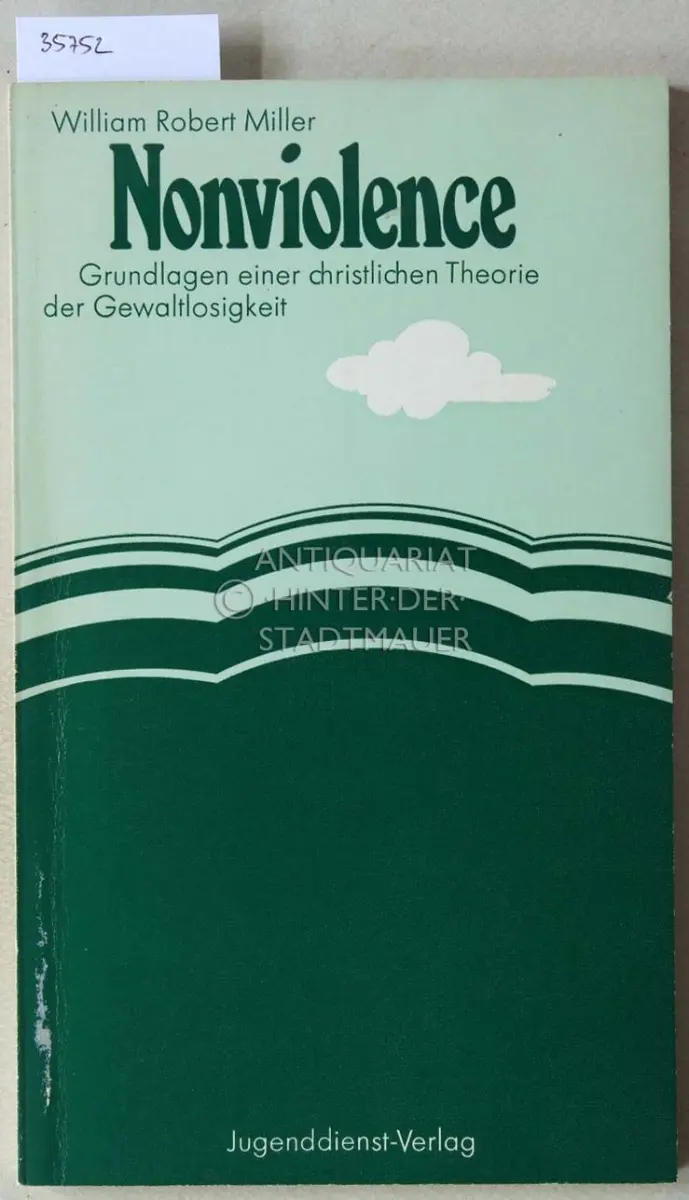 35752
William Robert Miller
Nonviolence
Grundlagen einer christlichen Theorie
der Gewaltlosigkeit
ANTIQUARIAT
© ·HINTER·DER·
STADTMAUER
Jugenddienst-Verlag